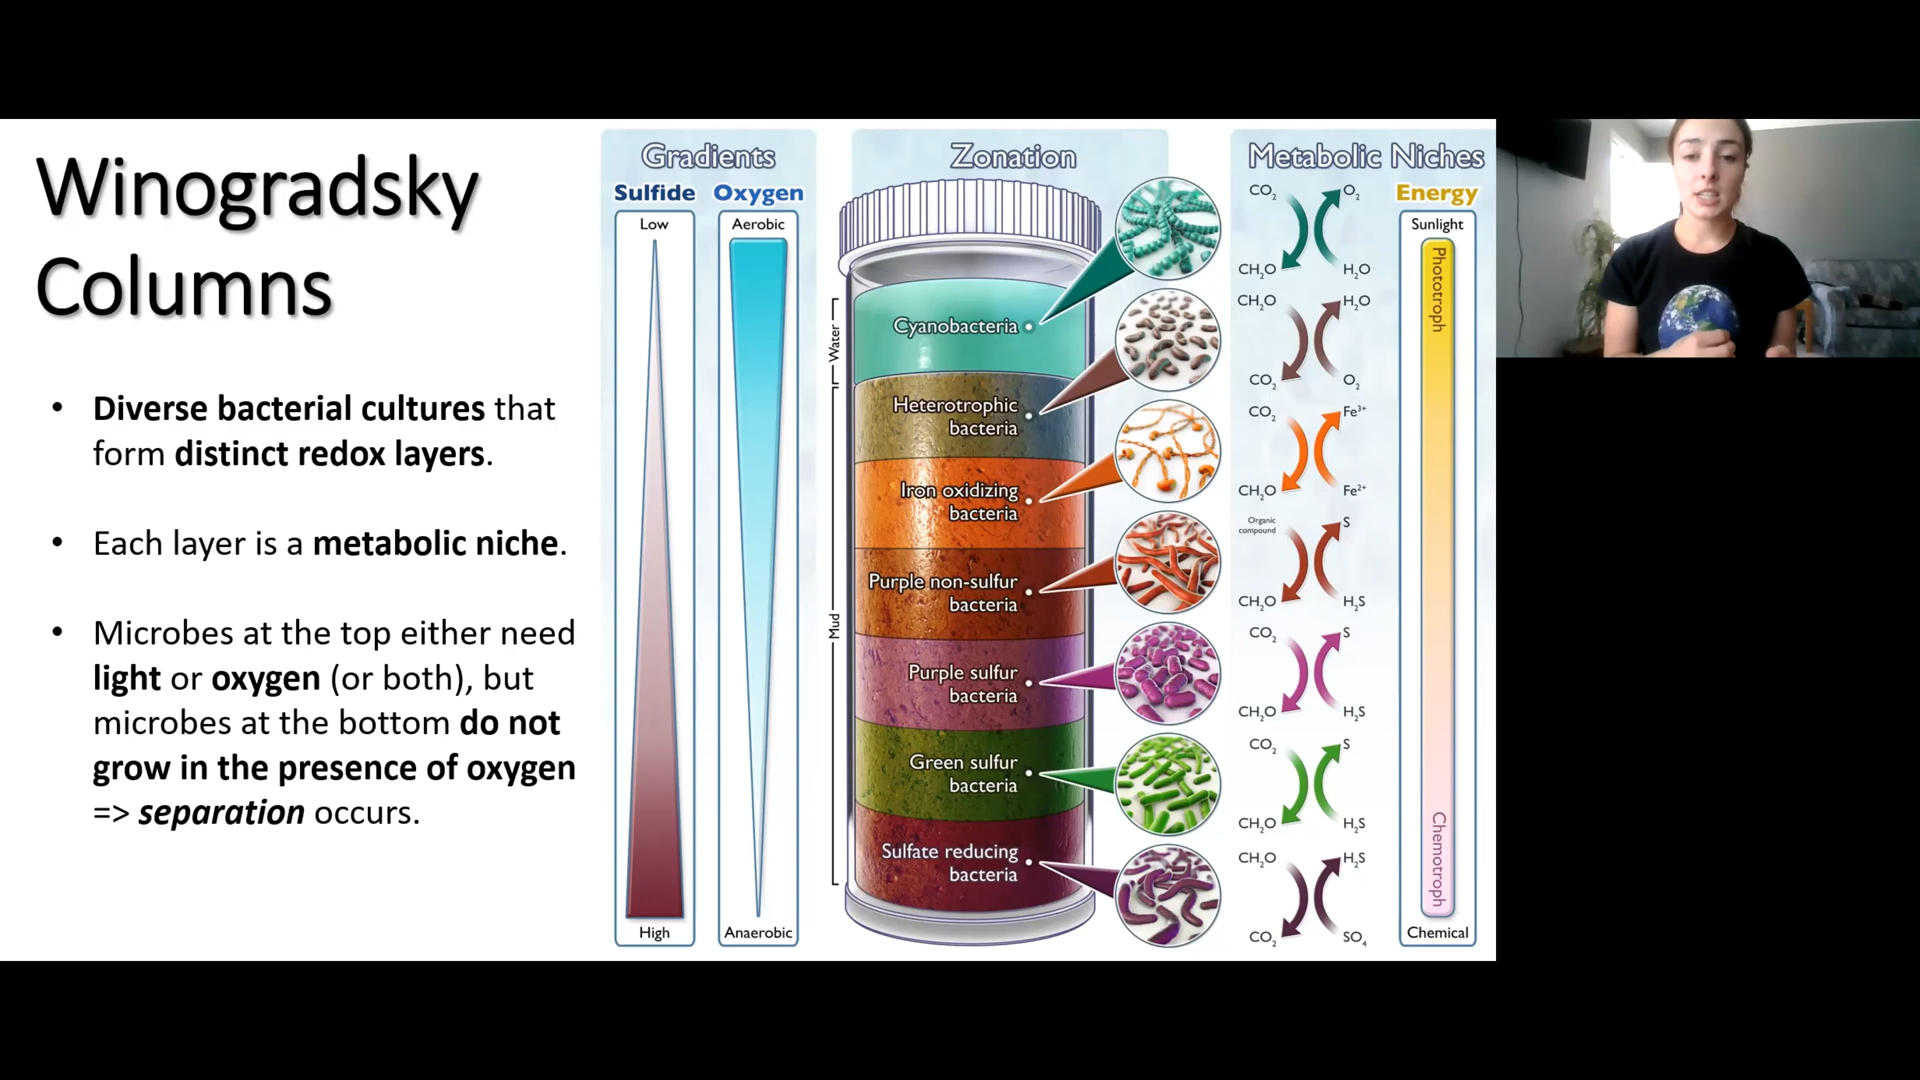 Winogradsky
Columns
• Diverse bacterial cultures that
form distinct redox layers.
• Each layer is a metabolic niche.
• Microbes at the top either need
light or oxygen (or both), but
microbes at the bottom do not
grow in the presence of oxygen
=> separation occurs.
Gradients
Sulfide Oxygen
Low Aerobic
High Anaerobic
Zonation
Water
Mud
Cyanobacteria
Heterotrophic
bacteria
Iron oxidizing
bacteria
Purple non-sulfur
bacteria
Purple sulfur
bacteria
Green sulfur
bacteria
Sulfate reducing
bacteria
Metabolic Niches
CO₂ O₂
CH₂O H₂O
CH₂O H₂O
CO₂ O₂
CO₂ Fe³⁺
CH₂O Fe²⁺
Organic
compound
S
CH₂O H₂S
CO₂ S
CH₂O H₂S
CO₂ S
CH₂O H₂S
CH₂O H₂S
CO₂ SO₄
Energy
Sunlight
Phototroph
Chemotroph
Chemical